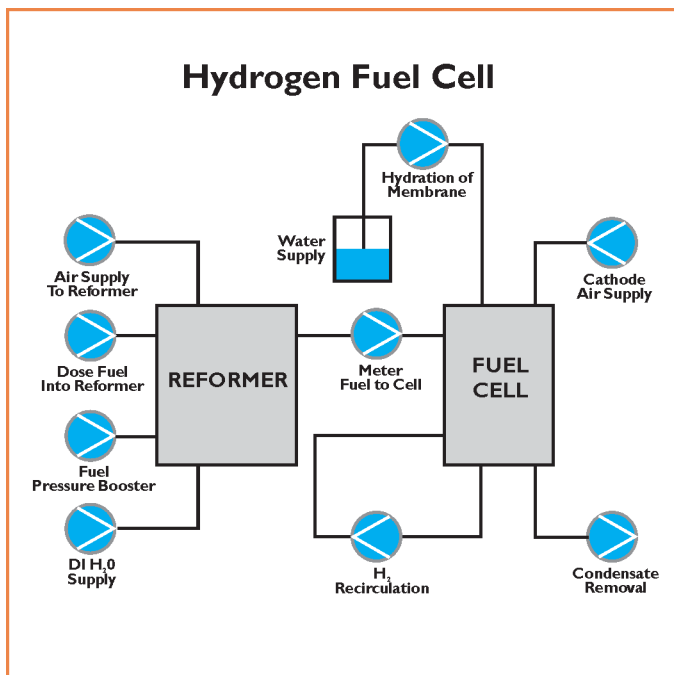 Hydrogen Fuel Cell
Hydration of
Membrane
Water
Supply
Air Supply
To Reformer
Cathode
Air Supply
Dose Fuel
Into Reformer
REFORMER
Meter
Fuel to Cell
FUEL
CELL
Fuel
Pressure Booster
DI H₂0
Supply
H₂
Recirculation
Condensate
Removal